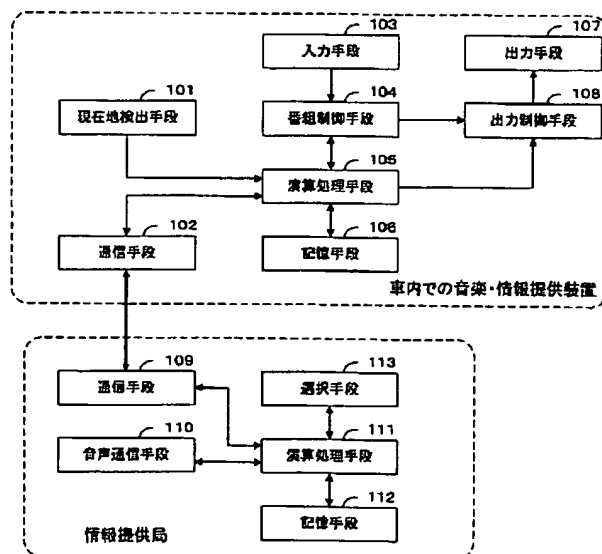 103
入力手段
107
出力手段
101
現在地検出手段
104
番組制御手段
108
出力制御手段
105
演算処理手段
102
通信手段
106
記憶手段
車内での音楽・情報提供装置
109
通信手段
113
選択手段
110
音声通信手段
111
演算処理手段
112
記憶手段
情報提供局